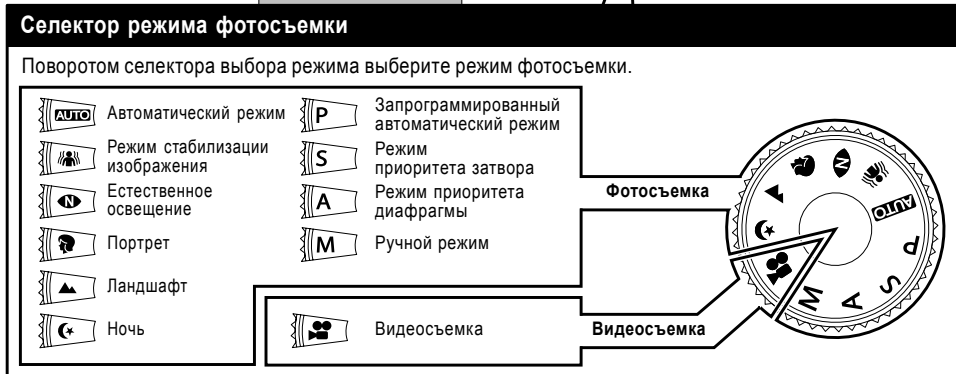 Селектор режима фотосъемки
Поворотом селектора выбора режима выберите режим фотосъемки.
AUTO Автоматический режим
Режим стабилизации
изображения
N Естественное
освещение
Портрет
Ландшафт
Ночь
P Запрограммированный
автоматический режим
S Режим
приоритета затвора
A Режим приоритета
диафрагмы
M Ручной режим
Видеосъемка
Фотосъемка
Видеосъемка
N
AUTO
P
S
A
M